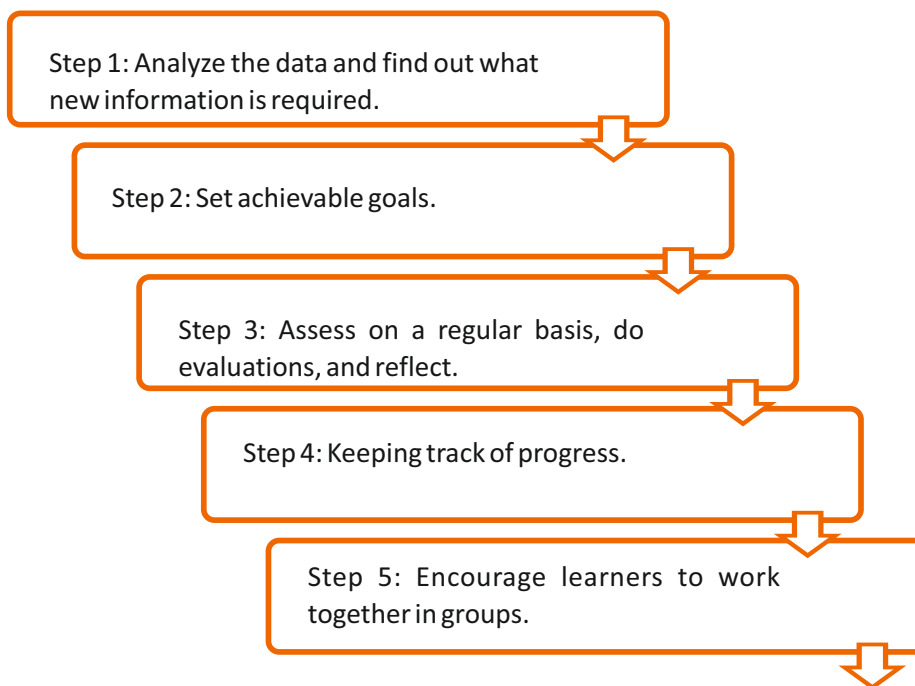 Step 1: Analyze the data and find out what
new information is required.
Step 2: Set achievable goals.
Step 3: Assess on a regular basis, do
evaluations, and reflect.
Step 4: Keeping track of progress.
Step 5: Encourage learners to work
together in groups.